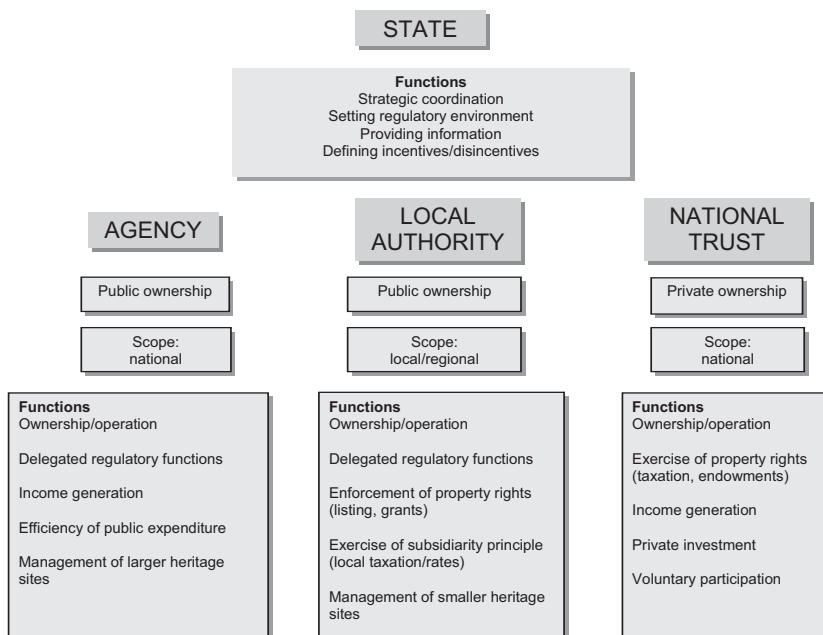 STATE
Functions
Strategic coordination
Setting regulatory environment
Providing information
Defining incentives/disincentives
AGENCY
Public ownership
Scope:
national
Functions
Ownership/operation
Delegated regulatory functions
Income generation
Efficiency of public expenditure
Management of larger heritage
sites
LOCAL
AUTHORITY
Public ownership
Scope:
local/regional
Functions
Ownership/operation
Delegated regulatory functions
Enforcement of property rights
(listing, grants)
Exercise of subsidiarity principle
(local taxation/rates)
Management of smaller heritage
sites
NATIONAL
TRUST
Private ownership
Scope:
national
Functions
Ownership/operation
Exercise of property rights
(taxation, endowments)
Income generation
Private investment
Voluntary participation